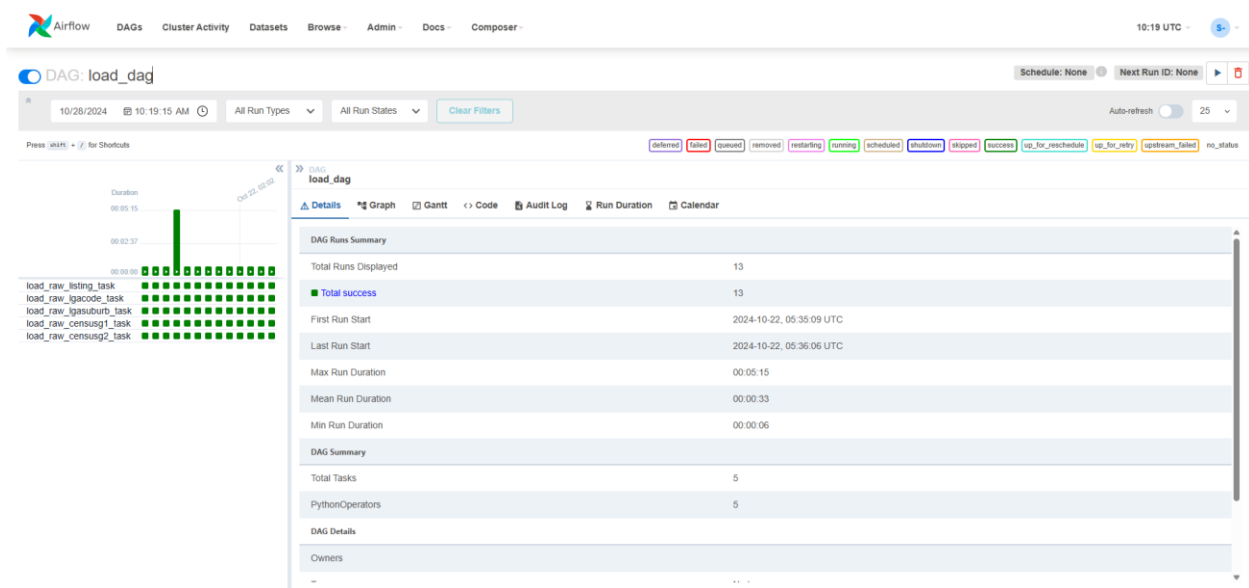 Airflow DAGs Cluster Activity Datasets Browse Admin Docs Composer 10:19 UTC S-
DAG: load_dag Schedule: None Next Run ID: None
10/28/2024 10:19:15 AM All Run Types All Run States Clear Filters Auto-refresh 25
Press shift + / for Shortcuts deferred failed queued removed restarting running scheduled shutdown skipped success up_for_reschedule up_for_retry upstream_failed no_status
Duration
Oct 22, 02:02
00:05:15
00:02:37
00:00:00
load_raw_listing_task
load_raw_lgacode_task
load_raw_lgasuburb_task
load_raw_censusg1_task
load_raw_censusg2_task
DAG
load_dag
Details Graph Gantt <> Code Audit Log Run Duration Calendar
DAG Runs Summary
Total Runs Displayed 13
Total success 13
First Run Start 2024-10-22, 05:35:09 UTC
Last Run Start 2024-10-22, 05:36:06 UTC
Max Run Duration 00:05:15
Mean Run Duration 00:00:33
Min Run Duration 00:00:06
DAG Summary
Total Tasks 5
PythonOperators 5
DAG Details
Owners